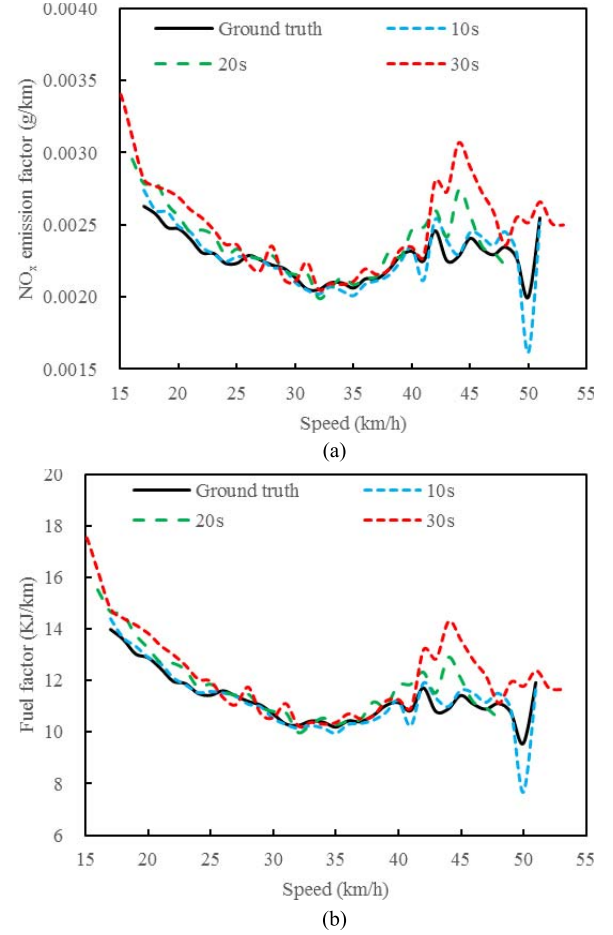 0.0040
Ground truth 10s
20s 30s
0.0035
0.0030
0.0025
0.0020
0.0015
NOx emission factor (g/km)
15 20 25 30 35 40 45 50 55
Speed (km/h)
(a)
20
Ground truth 10s
20s 30s
18
16
14
12
10
8
6
Fuel factor (KJ/km)
15 20 25 30 35 40 45 50 55
Speed (km/h)
(b)